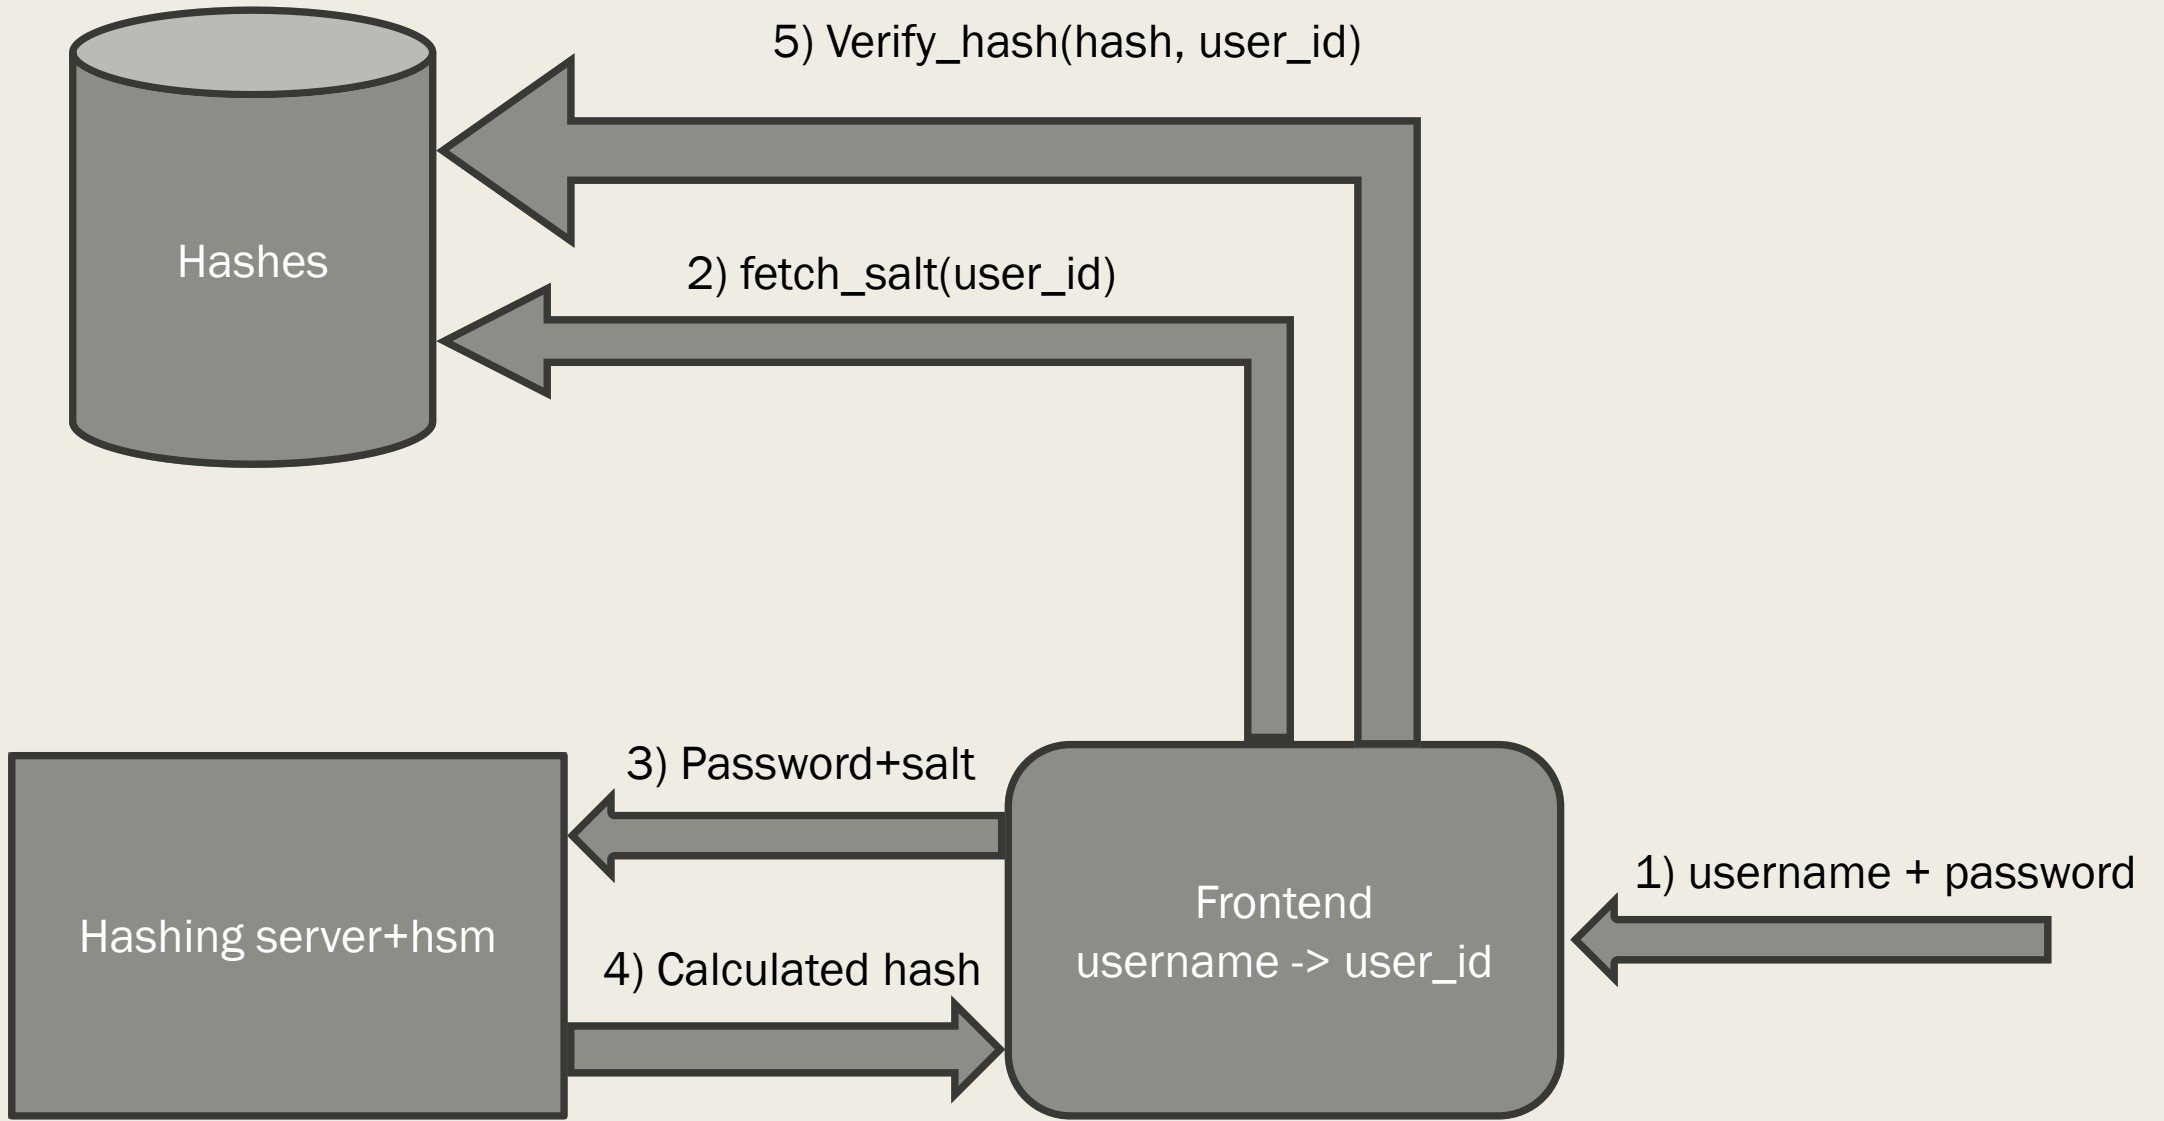 5) Verify_hash(hash, user_id)
Hashes
2) fetch_salt(user_id)
3) Password+salt
1) username + password
Frontend
username -> user_id
Hashing server+hsm
4) Calculated hash